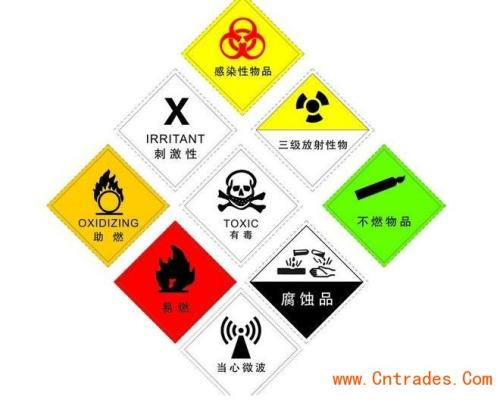 感染性物品
X
IRRITANT
刺激性
三级放射性物
OXIDIZING
助燃
TOXIC
有毒
不燃物品
易燃
腐蚀品
当心微波
www.Cntrades.Com